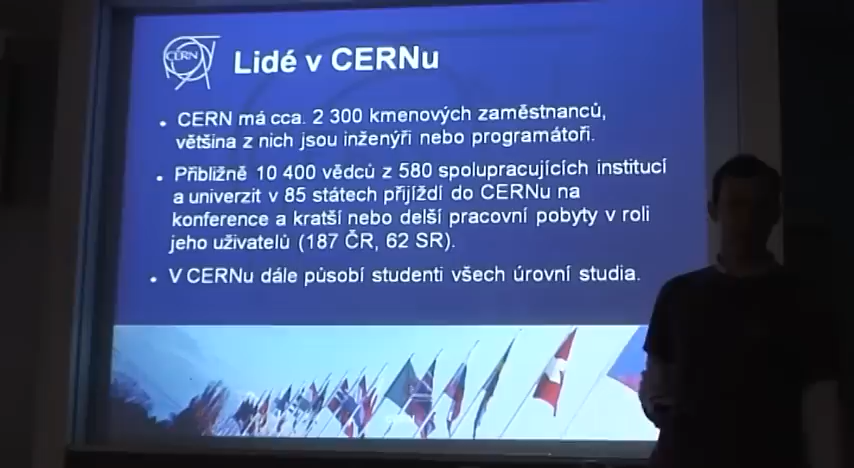 CERN
Lidé v CERNu
• CERN má cca. 2 300 kmenových zaměstnanců,
většina z nich jsou inženýři nebo programátoři.
• Přibližně 10 400 vědců z 580 spolupracujících institucí
a univerzit v 85 státech přijíždí do CERNu na
konference a kratší nebo delší pracovní pobyty v roli
jeho uživatelů (187 ČR, 62 SR).
• V CERNu dále působí studenti všech úrovní studia.